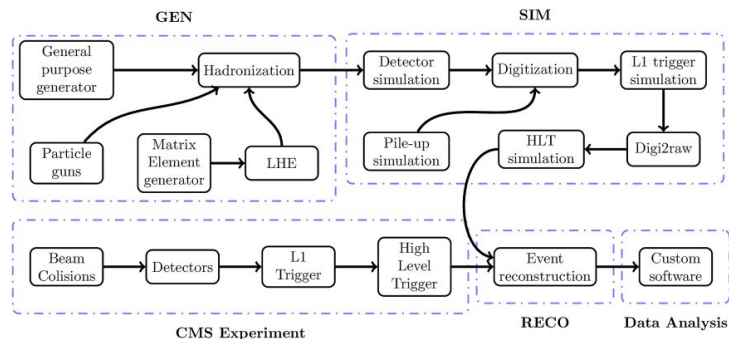 GEN
General
purpose
generator
Hadronization
Particle
guns
Matrix
Element
generator
LHE
SIM
Detector
simulation
Digitization
L1 trigger
simulation
Pile-up
simulation
HLT
simulation
Digi2raw
Beam
Colisions
Detectors
L1
Trigger
High
Level
Trigger
CMS Experiment
Event
reconstruction
RECO
Custom
software
Data Analysis